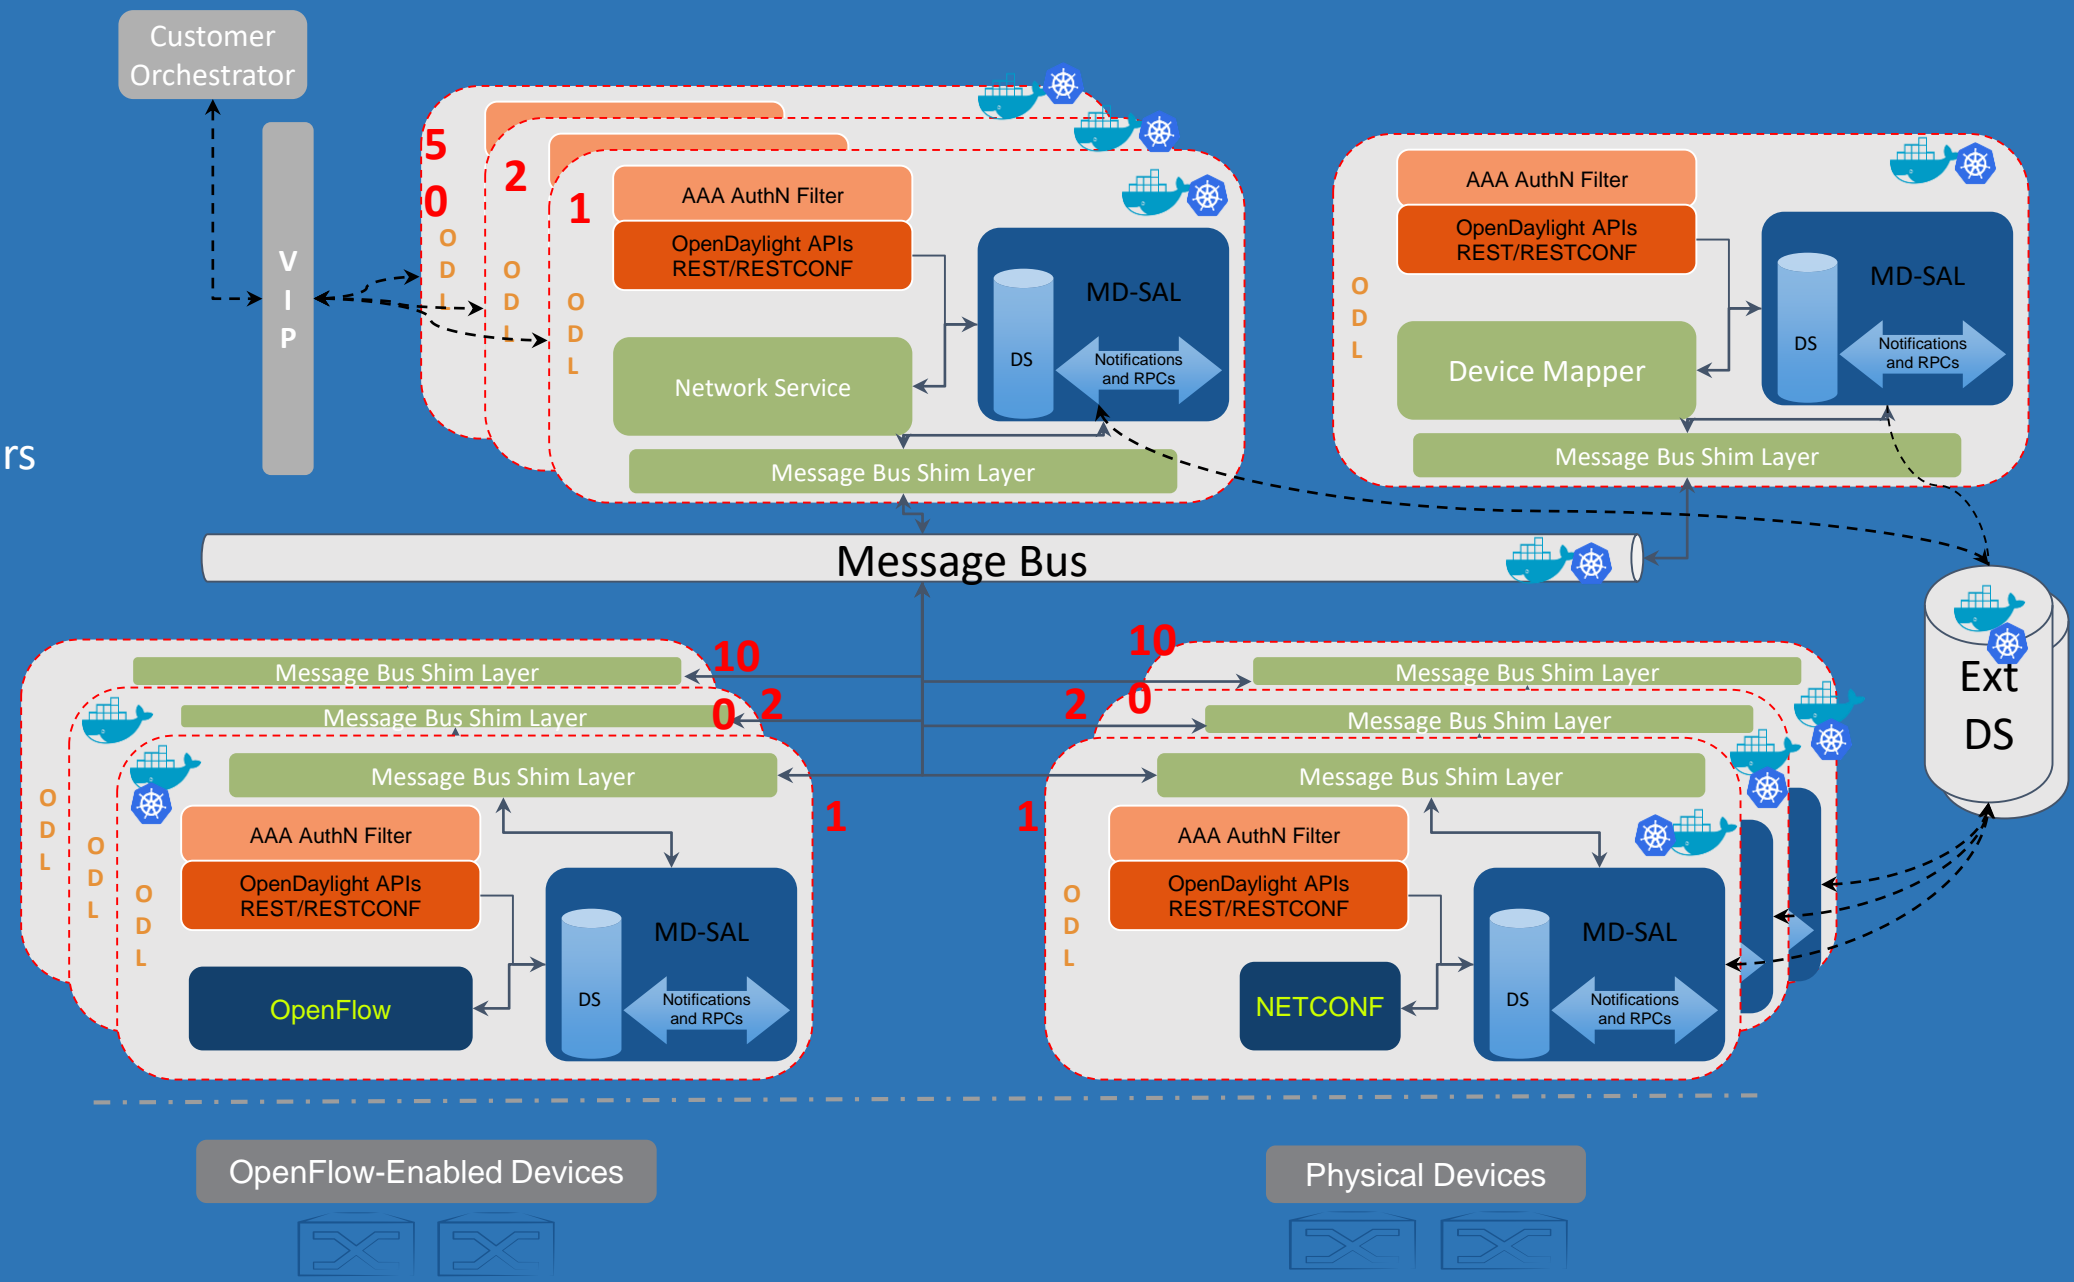 Customer
Orchestrator
V
I
P
rs
5
0
O
D
L
2
O
D
L
1
O
D
L
AAA AuthN Filter
OpenDaylight APIs
REST/RESTCONF
Network Service
MD-SAL
DS
Notifications
and RPCs
Message Bus Shim Layer
O
D
L
AAA AuthN Filter
OpenDaylight APIs
REST/RESTCONF
Device Mapper
MD-SAL
DS
Notifications
and RPCs
Message Bus Shim Layer
Message Bus
Ext
DS
10
0
Message Bus Shim Layer
O
D
L
2
Message Bus Shim Layer
O
D
L
1
Message Bus Shim Layer
O
D
L
AAA AuthN Filter
OpenDaylight APIs
REST/RESTCONF
OpenFlow
MD-SAL
DS
Notifications
and RPCs
10
0
Message Bus Shim Layer
2
Message Bus Shim Layer
1
Message Bus Shim Layer
O
D
L
AAA AuthN Filter
OpenDaylight APIs
REST/RESTCONF
NETCONF
MD-SAL
DS
Notifications
and RPCs
OpenFlow-Enabled Devices
Physical Devices